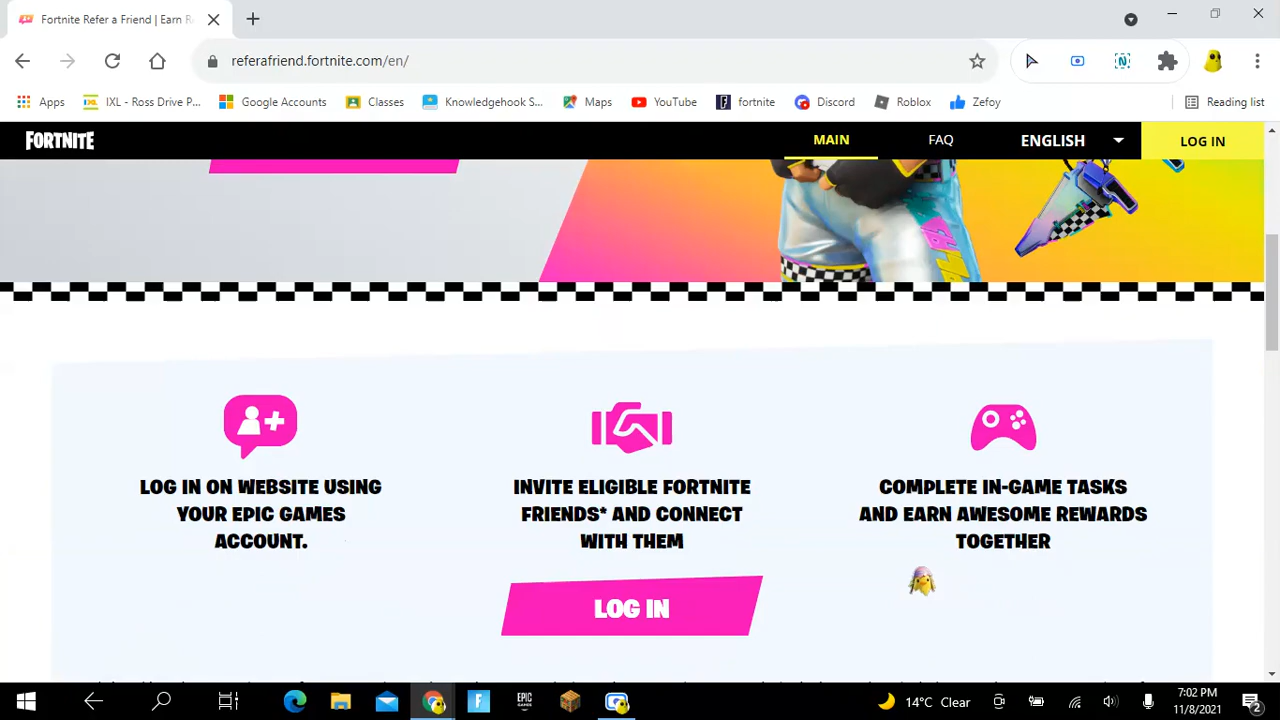 Fortnite Refer a Friend | Earn R
referafriend.fortnite.com/en/
Apps IXL - Ross Drive P... Google Accounts Classes Knowledgehook S... Maps YouTube fortnite Discord Roblox Zefoy Reading list
FORTNITE MAIN FAQ ENGLISH LOG IN
LOG IN ON WEBSITE USING
YOUR EPIC GAMES
ACCOUNT.
INVITE ELIGIBLE FORTNITE
FRIENDS* AND CONNECT
WITH THEM
COMPLETE IN-GAME TASKS
AND EARN AWESOME REWARDS
TOGETHER
LOG IN
14°C Clear
7:02 PM
11/8/2021
2